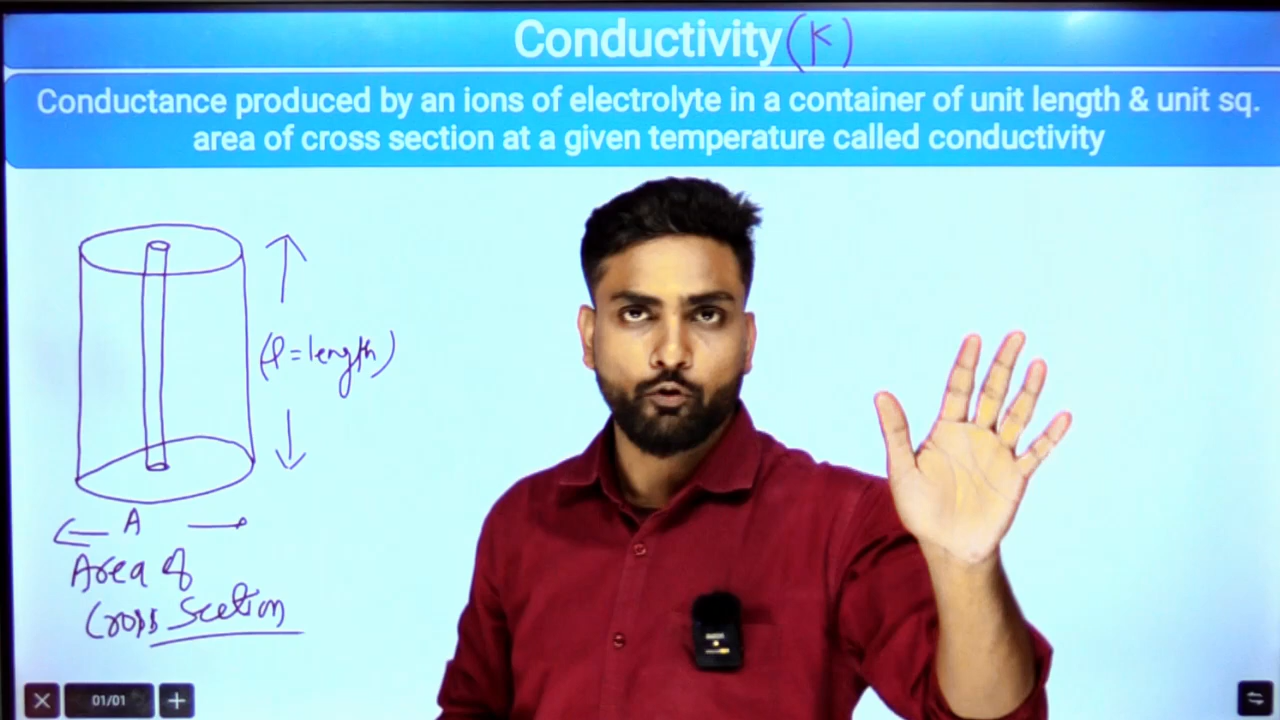 Conductivity (K)
Conductance produced by an ions of electrolyte in a container of unit length & unit sq.
area of cross section at a given temperature called conductivity
(l = length)
A
Area of
Cross Section
01/01